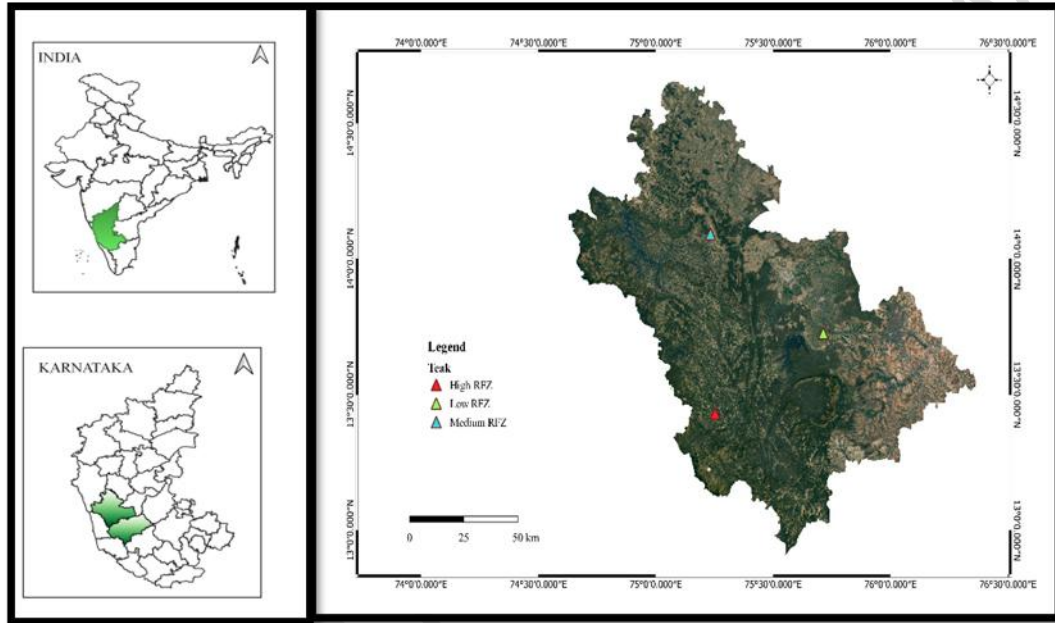 INDIA
KARNATAKA
74°0'0.000"E 74°30'0.000"E 75°0'0.000"E 75°30'0.000"E 76°0'0.000"E 76°30'0.000"E
14°30'0.000"N 14°30'0.000"N
14°0'0.000"N 14°0'0.000"N
13°30'0.000"N 13°30'0.000"N
13°0'0.000"N 13°0'0.000"N
Legend
Teak
High RFZ
Low RFZ
Medium RFZ
0 25 50 km
74°0'0.000"E 74°30'0.000"E 75°0'0.000"E 75°30'0.000"E 76°0'0.000"E 76°30'0.000"E